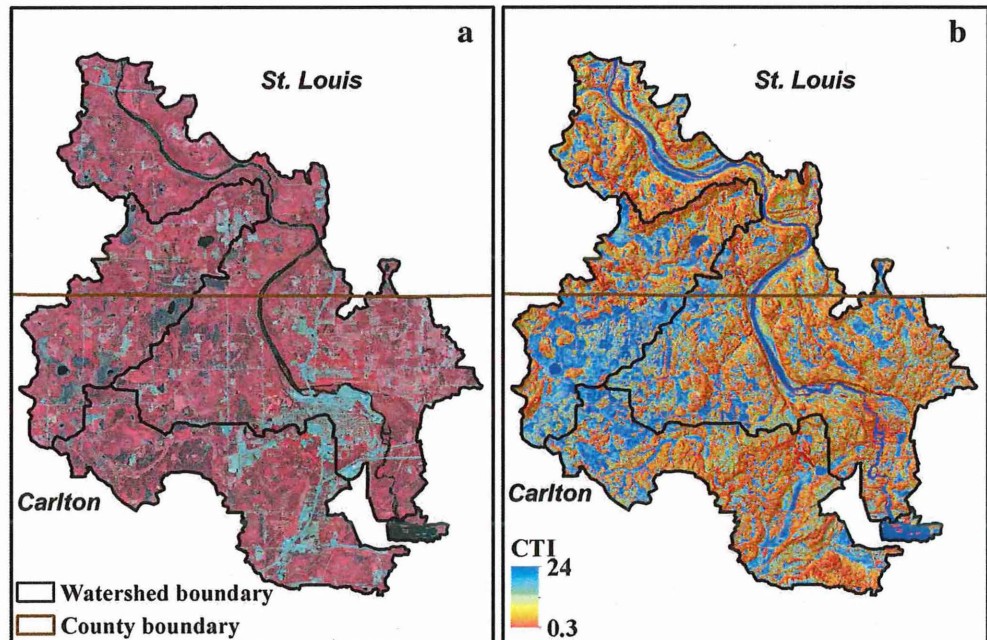 a
St. Louis
Carlton
Watershed boundary
County boundary
b
St. Louis
Carlton
CTI
24
0.3